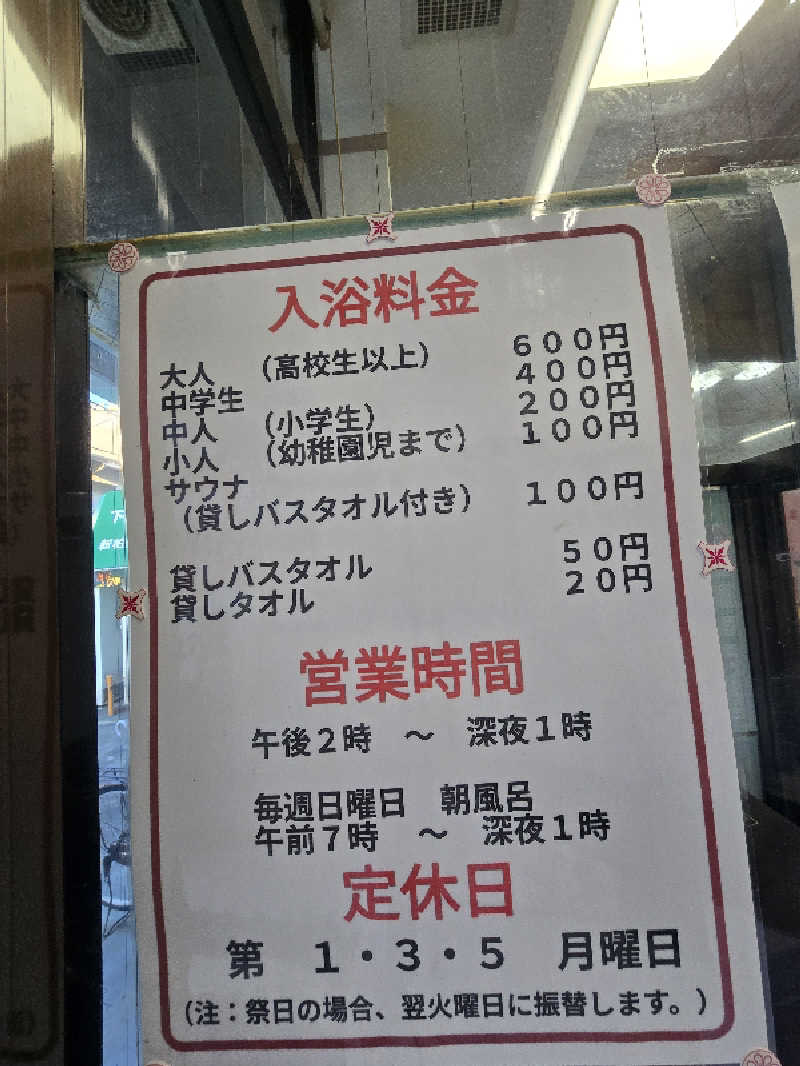 入浴料金
大人　（高校生以上）　６００円
中学生　４００円
中人　（小学生）　２００円
小人　（幼稚園児まで）　１００円
サウナ
（貸しバスタオル付き）　１００円
貸しバスタオル　５０円
貸しタオル　２０円
営業時間
午後２時　～　深夜１時
毎週日曜日　朝風呂
午前７時　～　深夜１時
定休日
第　１・３・５　月曜日
（注：祭日の場合、翌火曜日に振替します。）
下